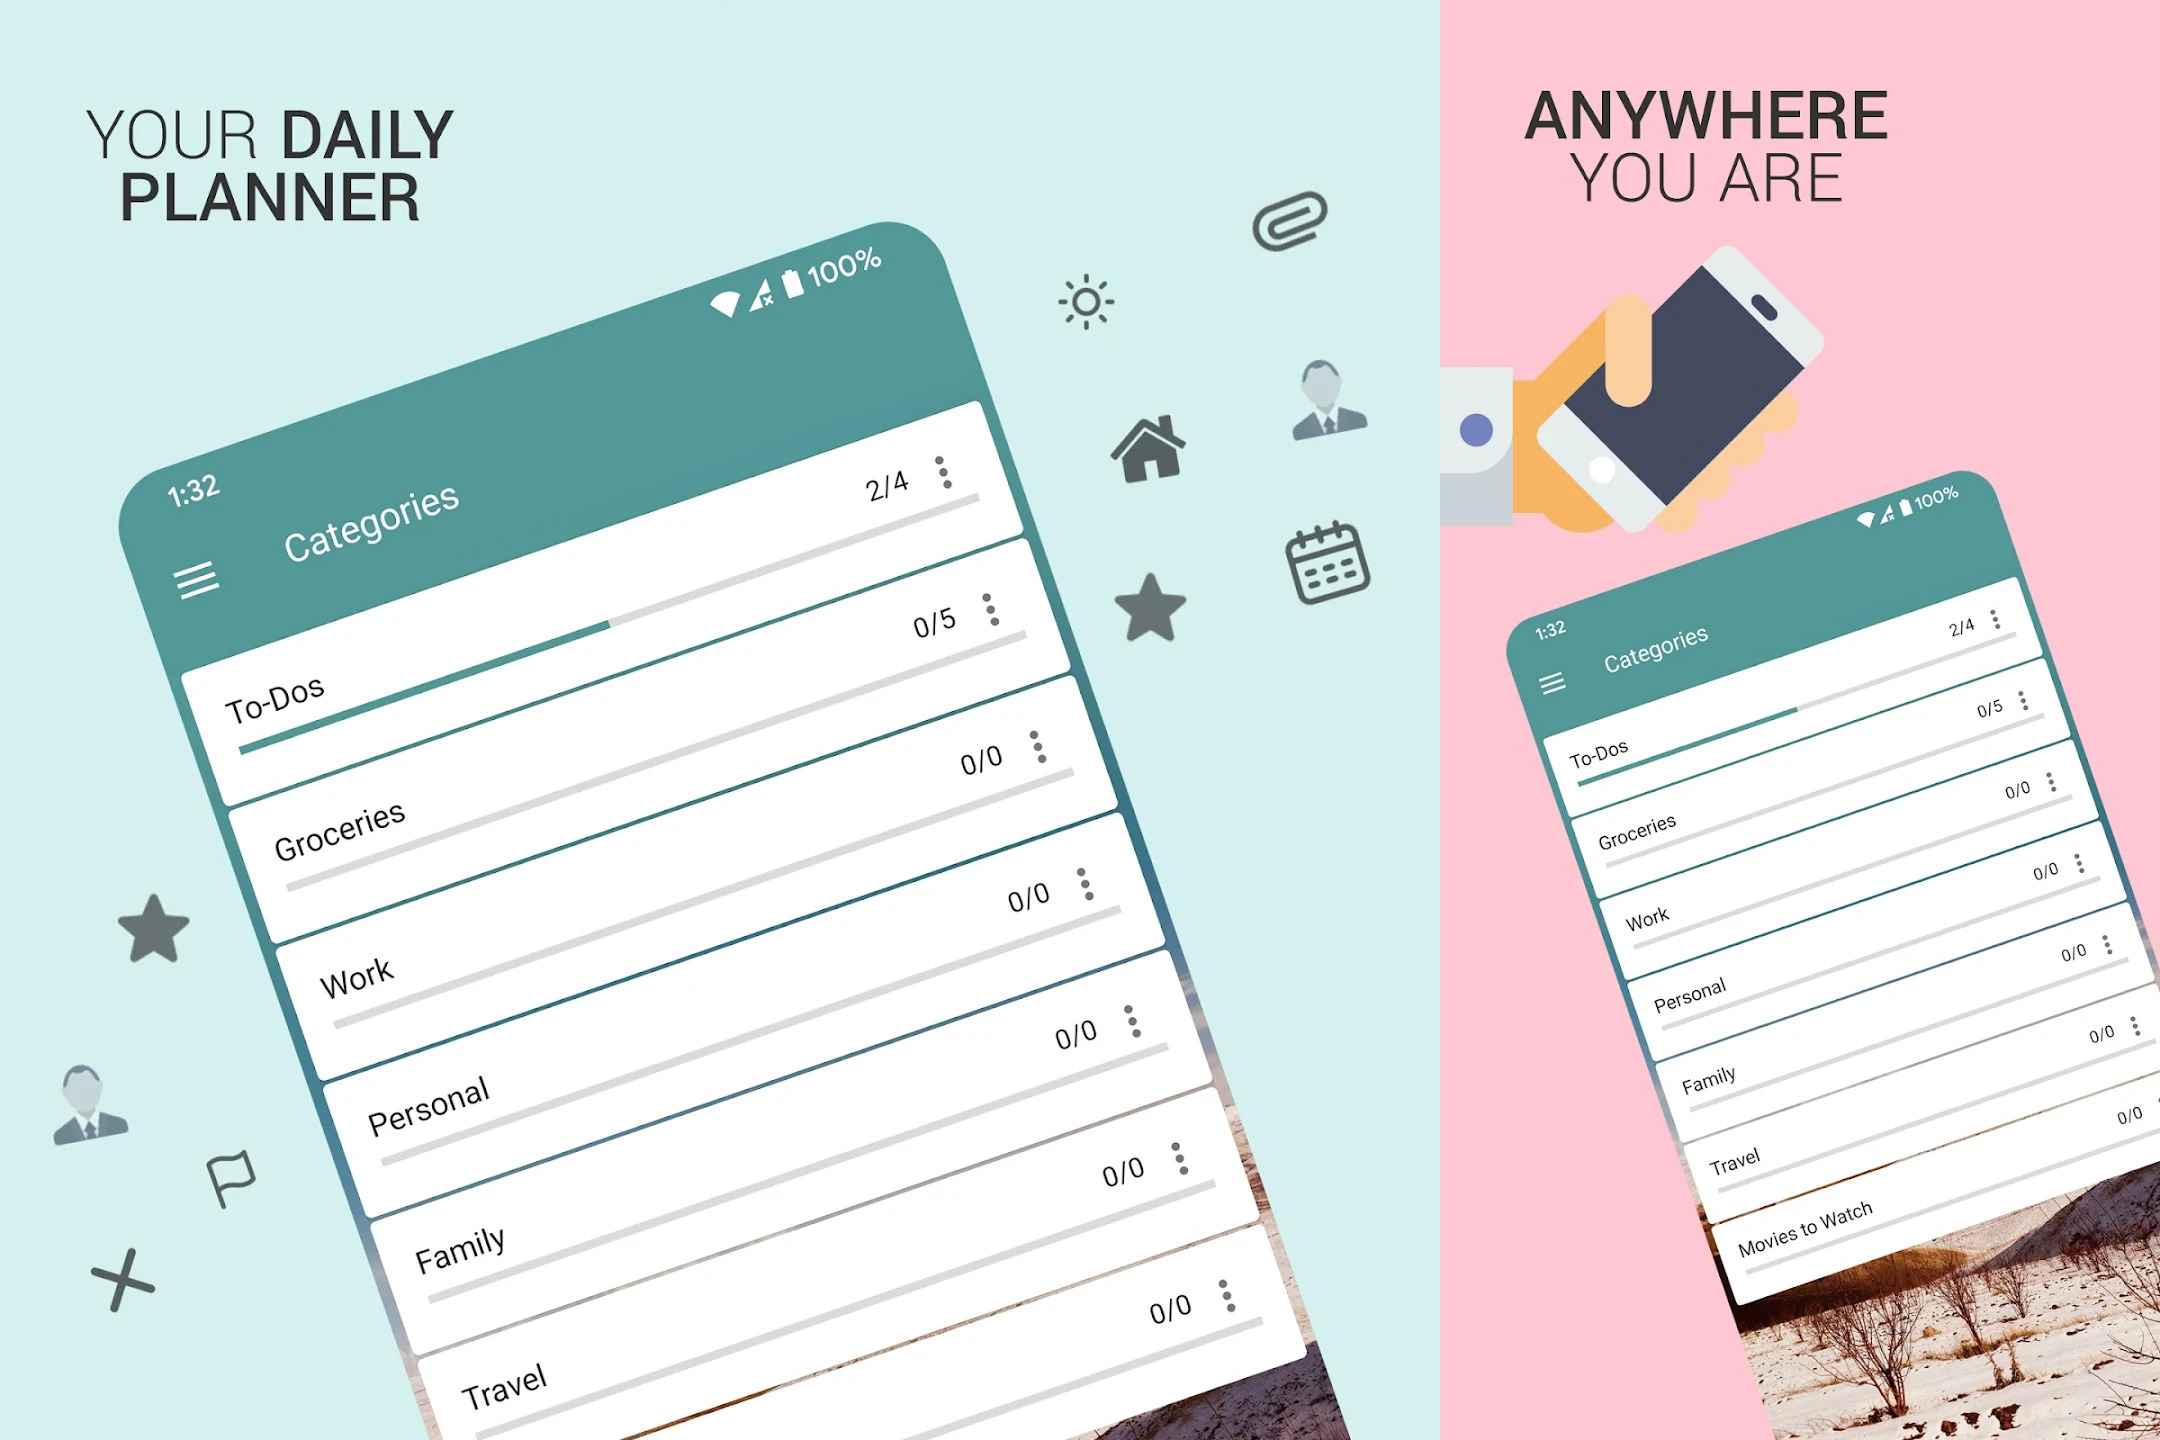 YOUR DAILY
PLANNER
100%
1:32
Categories
2/4
To-Dos
0/5
Groceries
0/0
Work
0/0
Personal
0/0
Family
0/0
Travel
0/0
ANYWHERE
YOU ARE
100%
1:32
Categories
2/4
To-Dos
0/5
Groceries
0/0
Work
0/0
Personal
0/0
Family
0/0
Travel
0/0
Movies to Watch